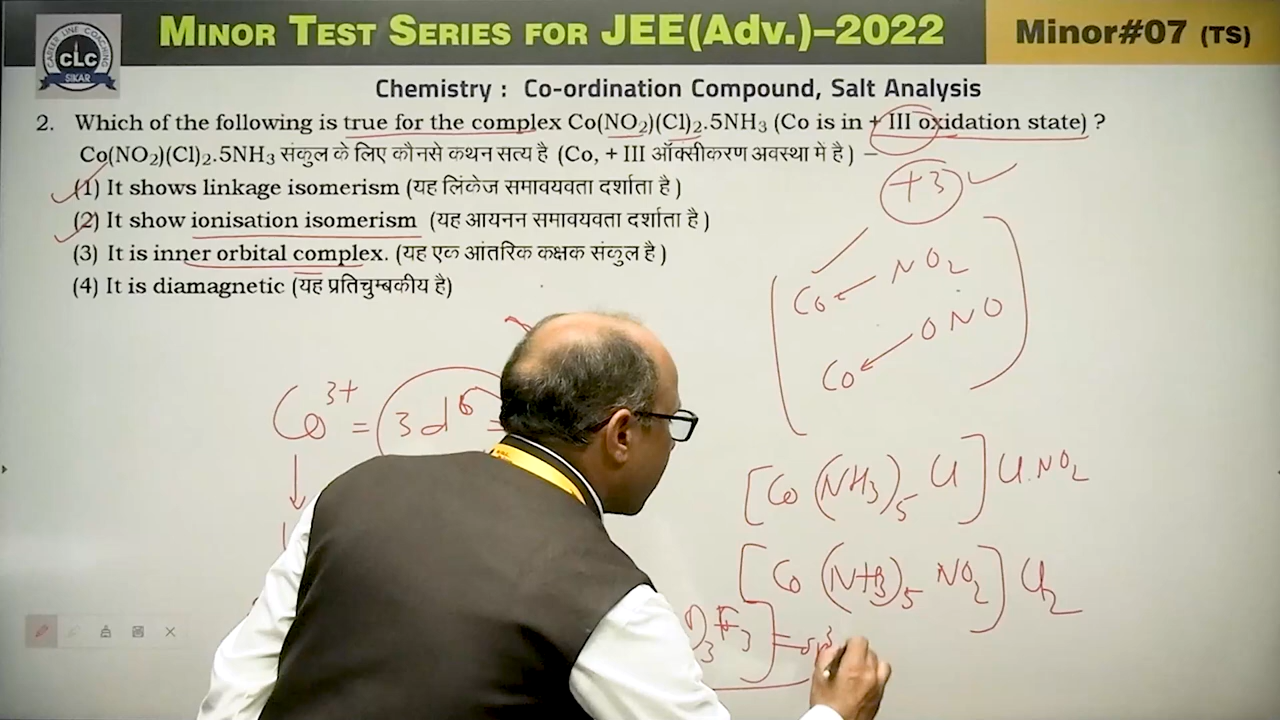 CAREER LINE COACHING
CLC
SIKAR
MINOR TEST SERIES FOR JEE(Adv.)–2022
Minor#07 (TS)
Chemistry : Co-ordination Compound, Salt Analysis
2. Which of the following is true for the complex Co(NO₂)(Cl)₂.5NH₃ (Co is in + III oxidation state) ?
Co(NO₂)(Cl)₂.5NH₃ संकुल के लिए कौनसे कथन सत्य है (Co, + III ऑक्सीकरण अवस्था मे है) –
(1) It shows linkage isomerism (यह लिंकेज समावयवता दर्शाता है)
(2) It show ionisation isomerism (यह आयनन समावयवता दर्शाता है)
(3) It is inner orbital complex. (यह एक आंतरिक कक्षक संकुल है)
(4) It is diamagnetic (यह प्रतिचुम्बकीय है)
+3
Co ← NO₂
Co ← ONO
Co³⁺ = 3d⁶ =
[Co(NH₃)₅Cl]Cl.NO₂
[Co(NH₃)₅NO₂]Cl₂